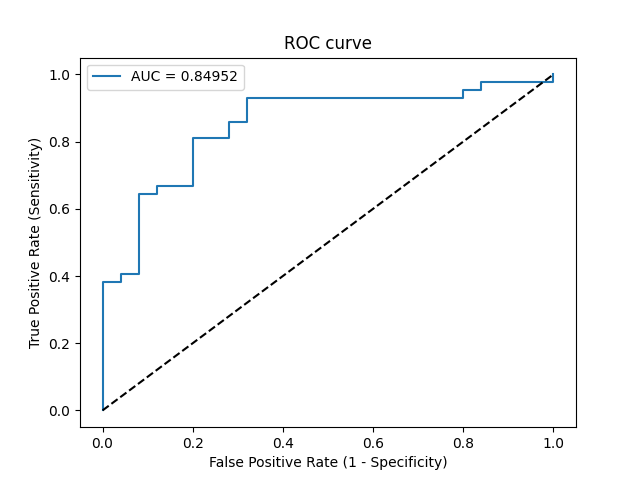 ROC curve
AUC = 0.84952
1.0
0.8
0.6
0.4
0.2
0.0
True Positive Rate (Sensitivity)
0.0 0.2 0.4 0.6 0.8 1.0
False Positive Rate (1 - Specificity)